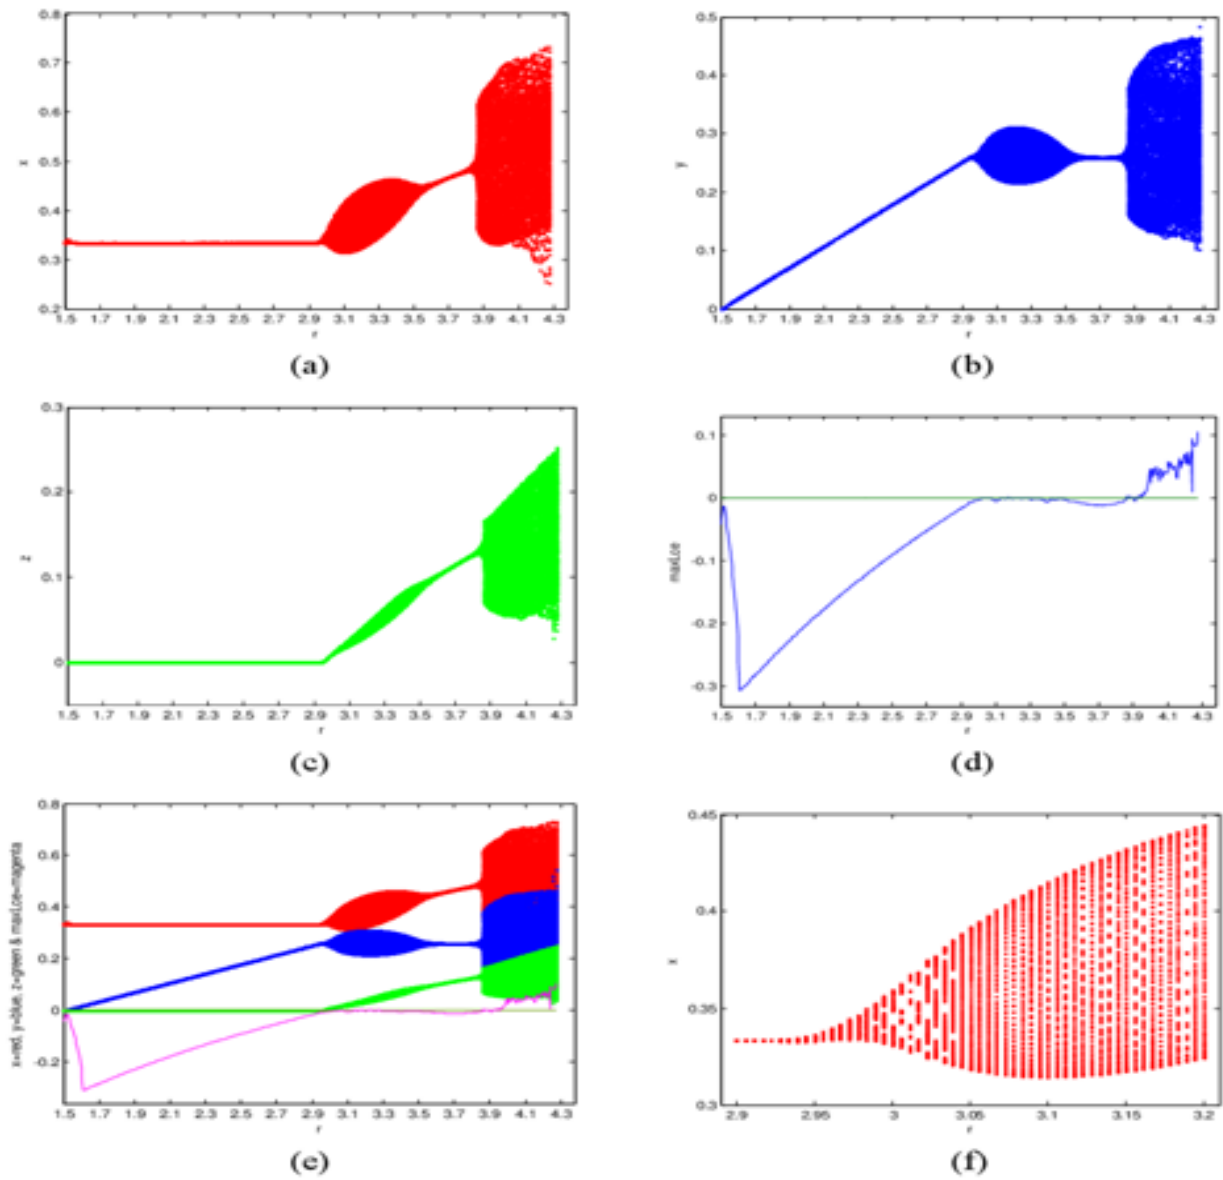 0.8
0.7
0.6
x 0.5
0.4
0.3
0.2
1.5 1.7 1.9 2.1 2.3 2.5 2.7 2.9 3.1 3.3 3.5 3.7 3.9 4.1 4.3
r
(a)
0.5
0.4
0.3
y
0.2
0.1
0
1.5 1.7 1.9 2.1 2.3 2.5 2.7 2.9 3.1 3.3 3.5 3.7 3.9 4.1 4.3
r
(b)
0.3
0.2
z
0.1
0
1.5 1.7 1.9 2.1 2.3 2.5 2.7 2.9 3.1 3.3 3.5 3.7 3.9 4.1 4.3
r
(c)
0.1
0
maxLce
-0.1
-0.2
-0.3
1.5 1.7 1.9 2.1 2.3 2.5 2.7 2.9 3.1 3.3 3.5 3.7 3.9 4.1 4.3
r
(d)
x=red, y=blue, z=green & maxLce=magenta
0.8
0.6
0.4
0.2
0
-0.2
1.5 1.7 1.9 2.1 2.3 2.5 2.7 2.9 3.1 3.3 3.5 3.7 3.9 4.1 4.3
r
(e)
0.45
0.4
x
0.35
0.3
2.9 2.95 3 3.05 3.1 3.15 3.2
r
(f)